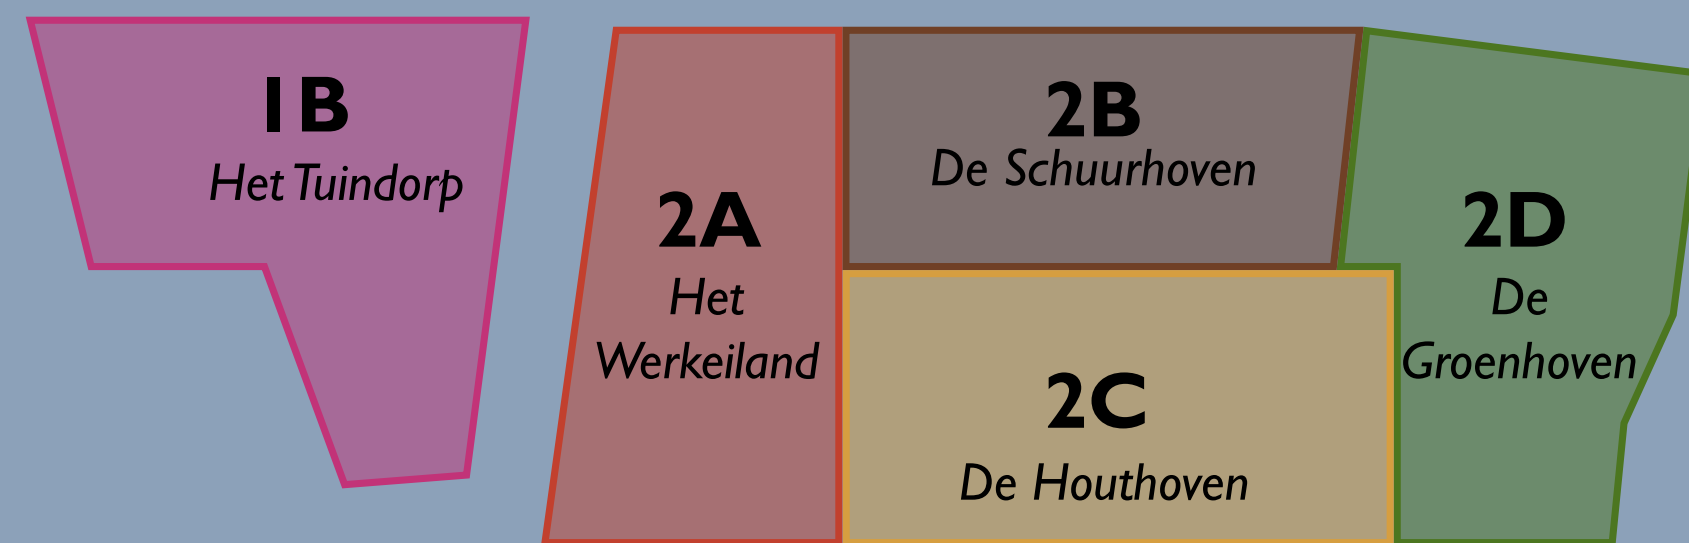 1B
Het Tuindorp
2A
Het
Werkeiland
2B
De Schuurhoven
2C
De Houthoven
2D
De
Groenhoven